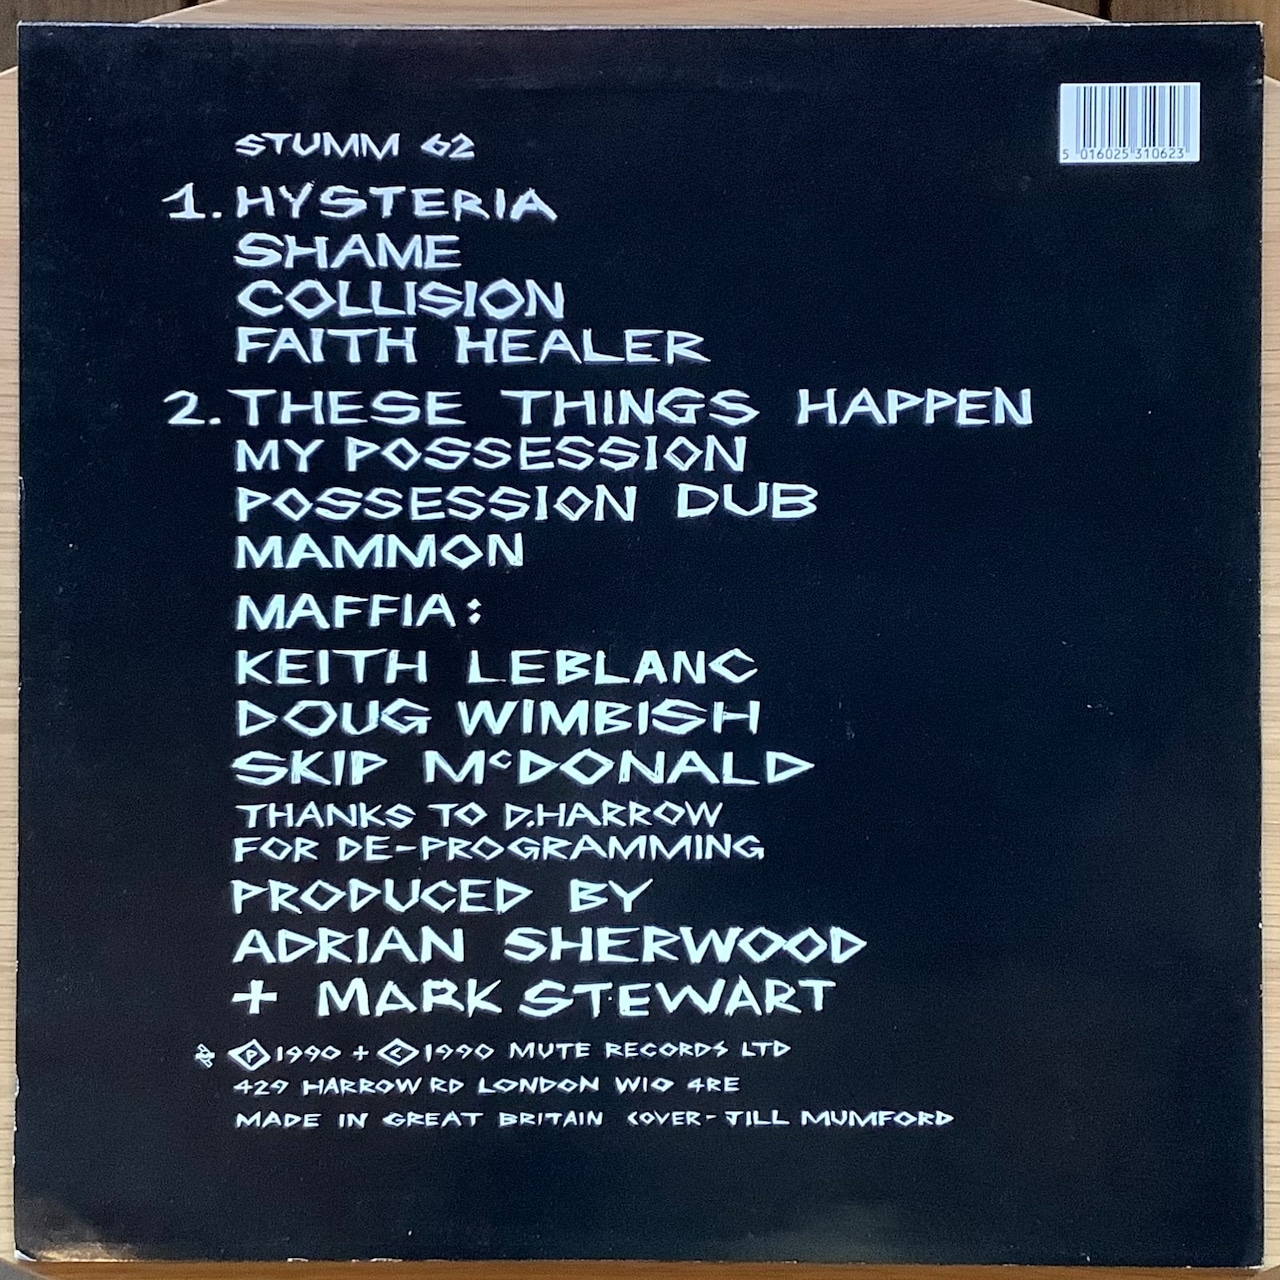 5 016025 310623
STUMM 62
1. HYSTERIA
SHAME
COLLISION
FAITH HEALER
2. THESE THINGS HAPPEN
MY POSSESSION
POSSESSION DUB
MAMMON
MAFFIA:
KEITH LEBLANC
DOUG WIMBISH
SKIP McDONALD
THANKS TO D.HARROW
FOR DE-PROGRAMMING
PRODUCED BY
ADRIAN SHERWOOD
+ MARK STEWART
Ⓟ 1990 + © 1990 MUTE RECORDS LTD
429 HARROW RD LONDON W10 4RE
MADE IN GREAT BRITAIN COVER-JILL MUMFORD